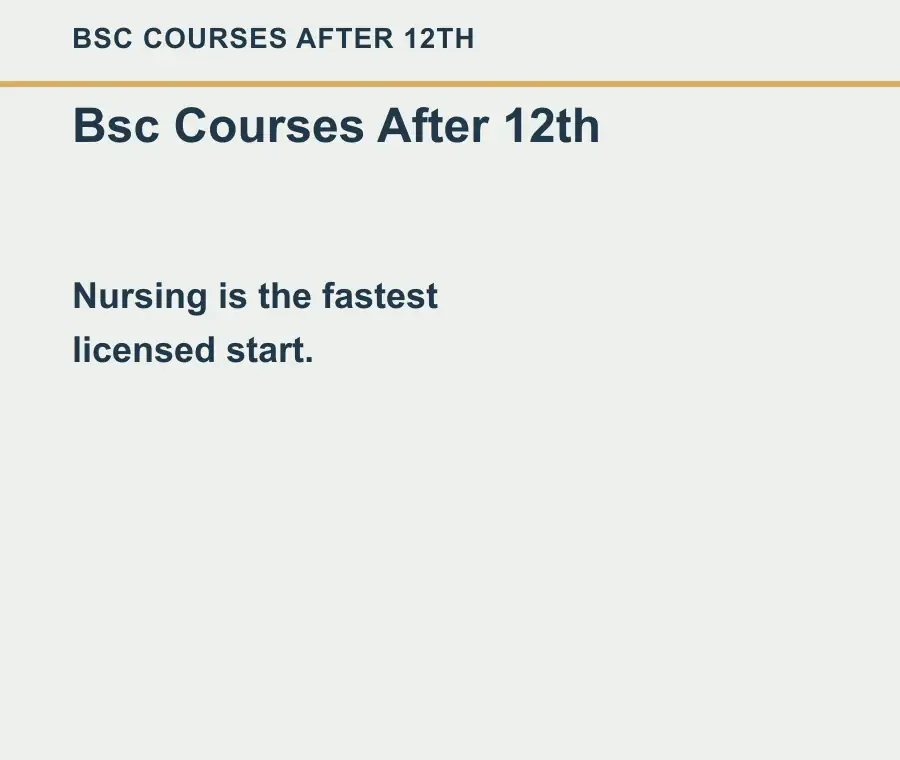 BSC COURSES AFTER 12TH
Bsc Courses After 12th
Nursing is the fastest
licensed start.